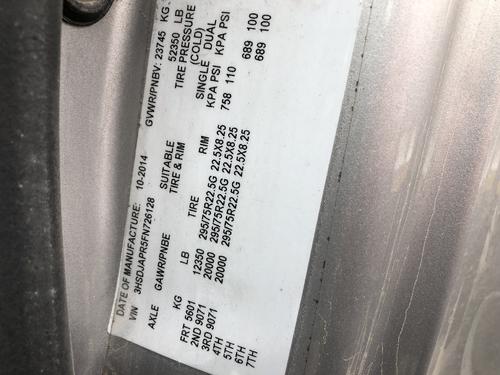 DATE OF MANUFACTURE: 10-2014 GVWR/PNBV: 23745 KG
VIN 3HSDJAPR5FN726128 52350 LB
SUITABLE TIRE PRESSURE
AXLE GAWR/PNBE TIRE & RIM (COLD)
SINGLE DUAL
KG LB TIRE RIM KPA PSI KPA PSI
FRT 5601 12350 295/75R22.5G 22.5X8.25 758 110
2ND 9071 20000 295/75R22.5G 22.5X8.25 689 100
3RD 9071 20000 295/75R22.5G 22.5X8.25 689 100
4TH
5TH
6TH
7TH